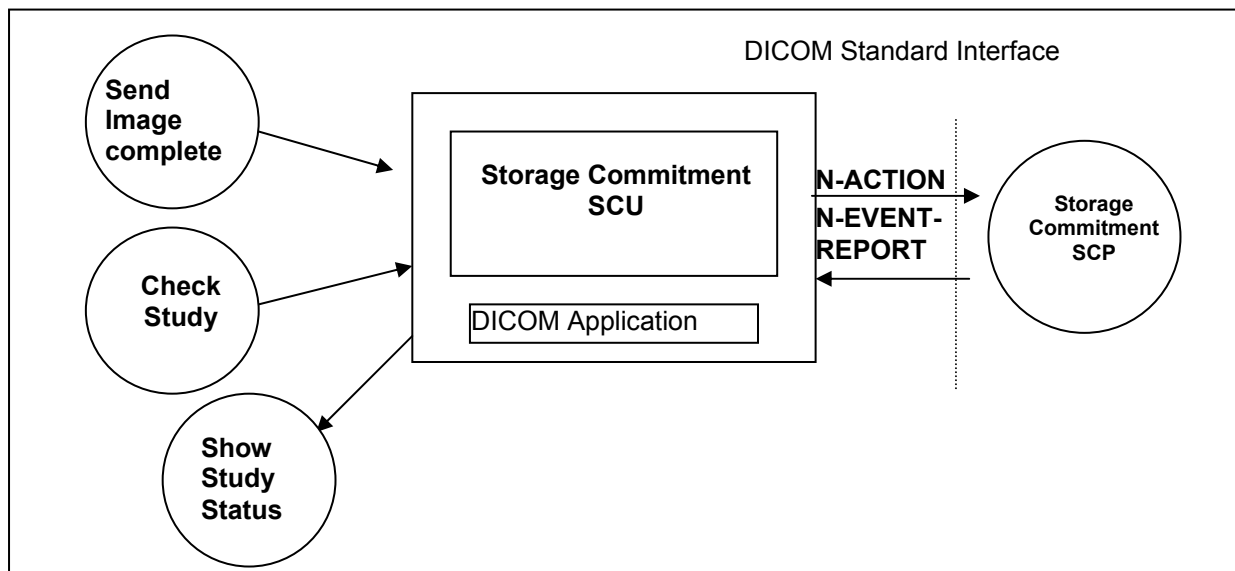 DICOM Standard Interface
Send
Image
complete
Storage Commitment
SCU
N-ACTION
N-EVENT-
REPORT
Storage
Commitment
SCP
Check
Study
DICOM Application
Show
Study
Status